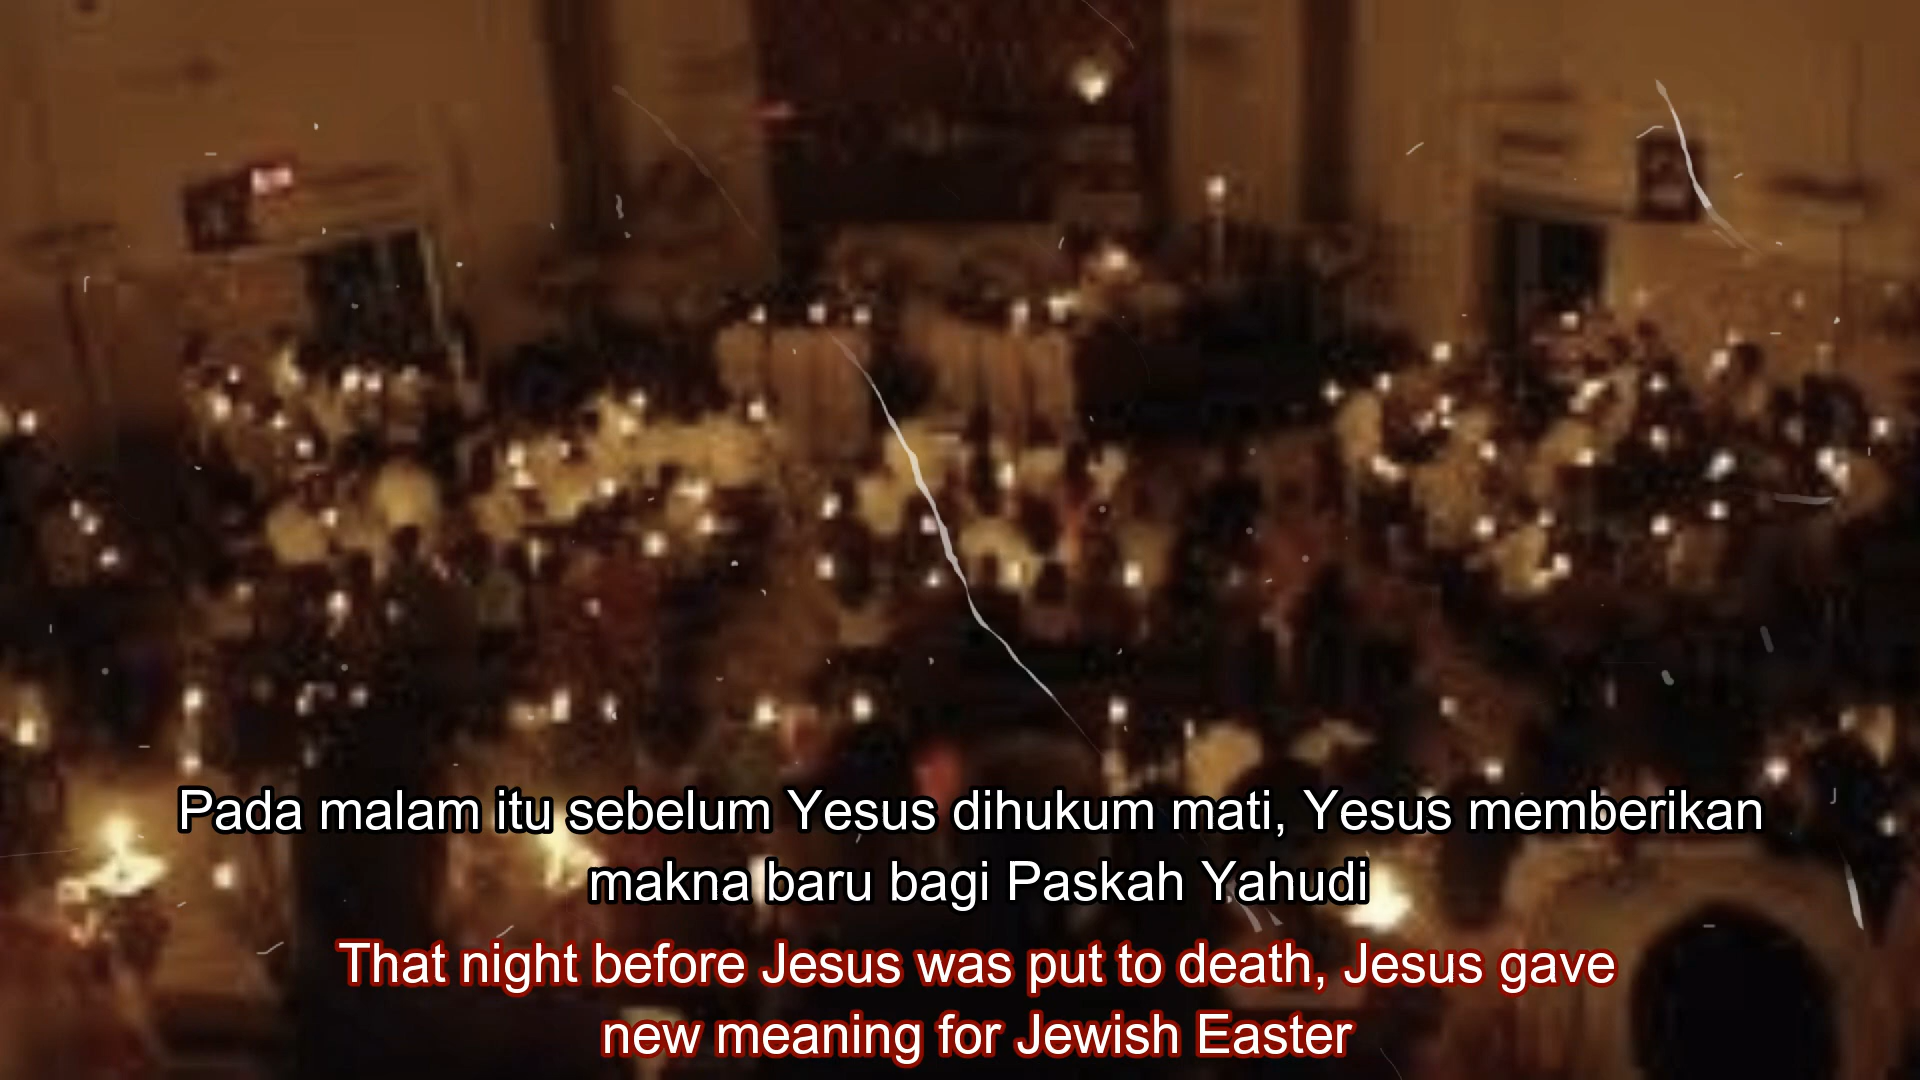 Pada malam itu sebelum Yesus dihukum mati, Yesus memberikan
makna baru bagi Paskah Yahudi
That night before Jesus was put to death, Jesus gave
new meaning for Jewish Easter